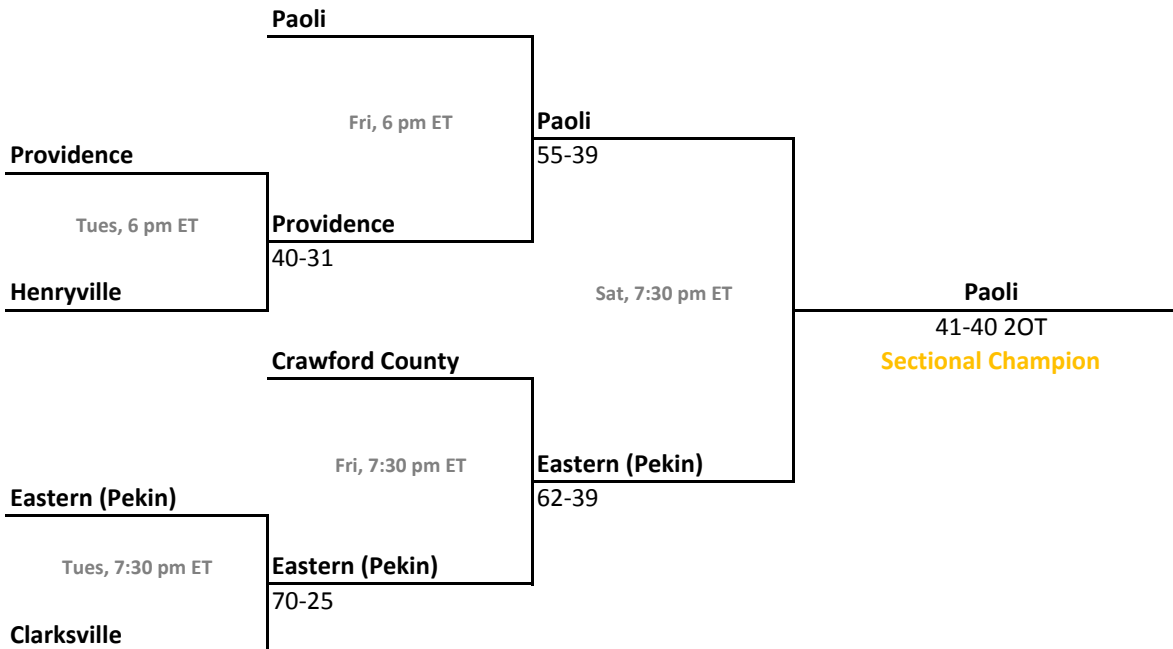 Paoli
Fri, 6 pm ET
Paoli
Providence
55-39
Tues, 6 pm ET
Providence
40-31
Henryville
Sat, 7:30 pm ET
Paoli
41-40 2OT
Crawford County
Sectional Champion
Fri, 7:30 pm ET
Eastern (Pekin)
Eastern (Pekin)
62-39
Tues, 7:30 pm ET
Eastern (Pekin)
70-25
Clarksville